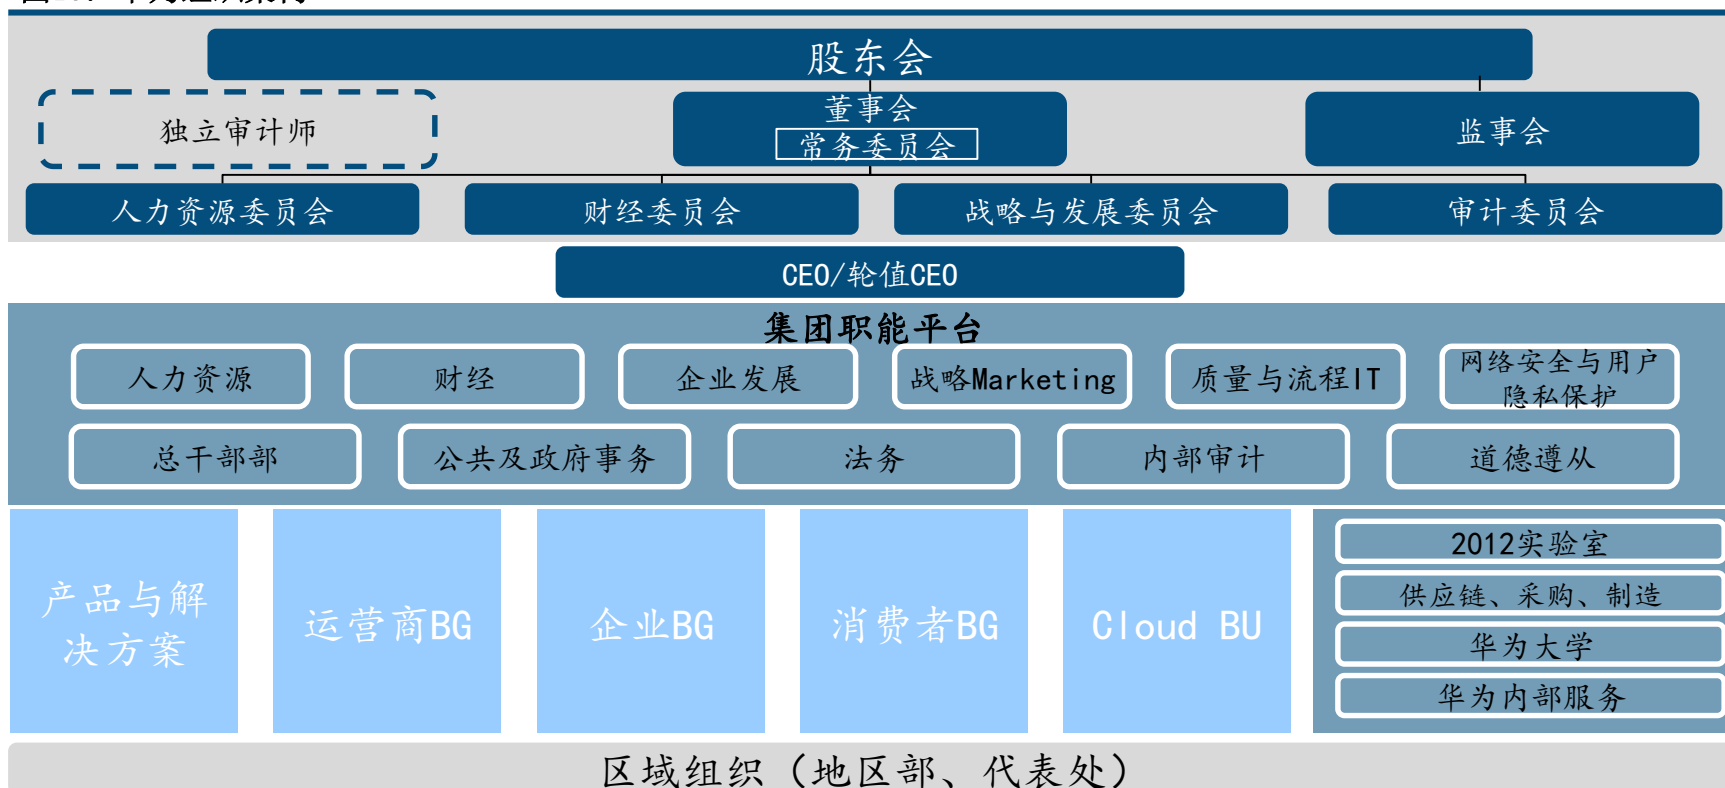 股东会
独立审计师
董事会
常务委员会
监事会
人力资源委员会
财经委员会
战略与发展委员会
审计委员会
CEO/轮值CEO
集团职能平台
人力资源
财经
企业发展
战略Marketing
质量与流程IT
网络安全与用户
隐私保护
总干部部
公共及政府事务
法务
内部审计
道德遵从
产品与解
决方案
运营商BG
企业BG
消费者BG
Cloud BU
2012实验室
供应链、采购、制造
华为大学
华为内部服务
区域组织（地区部、代表处）